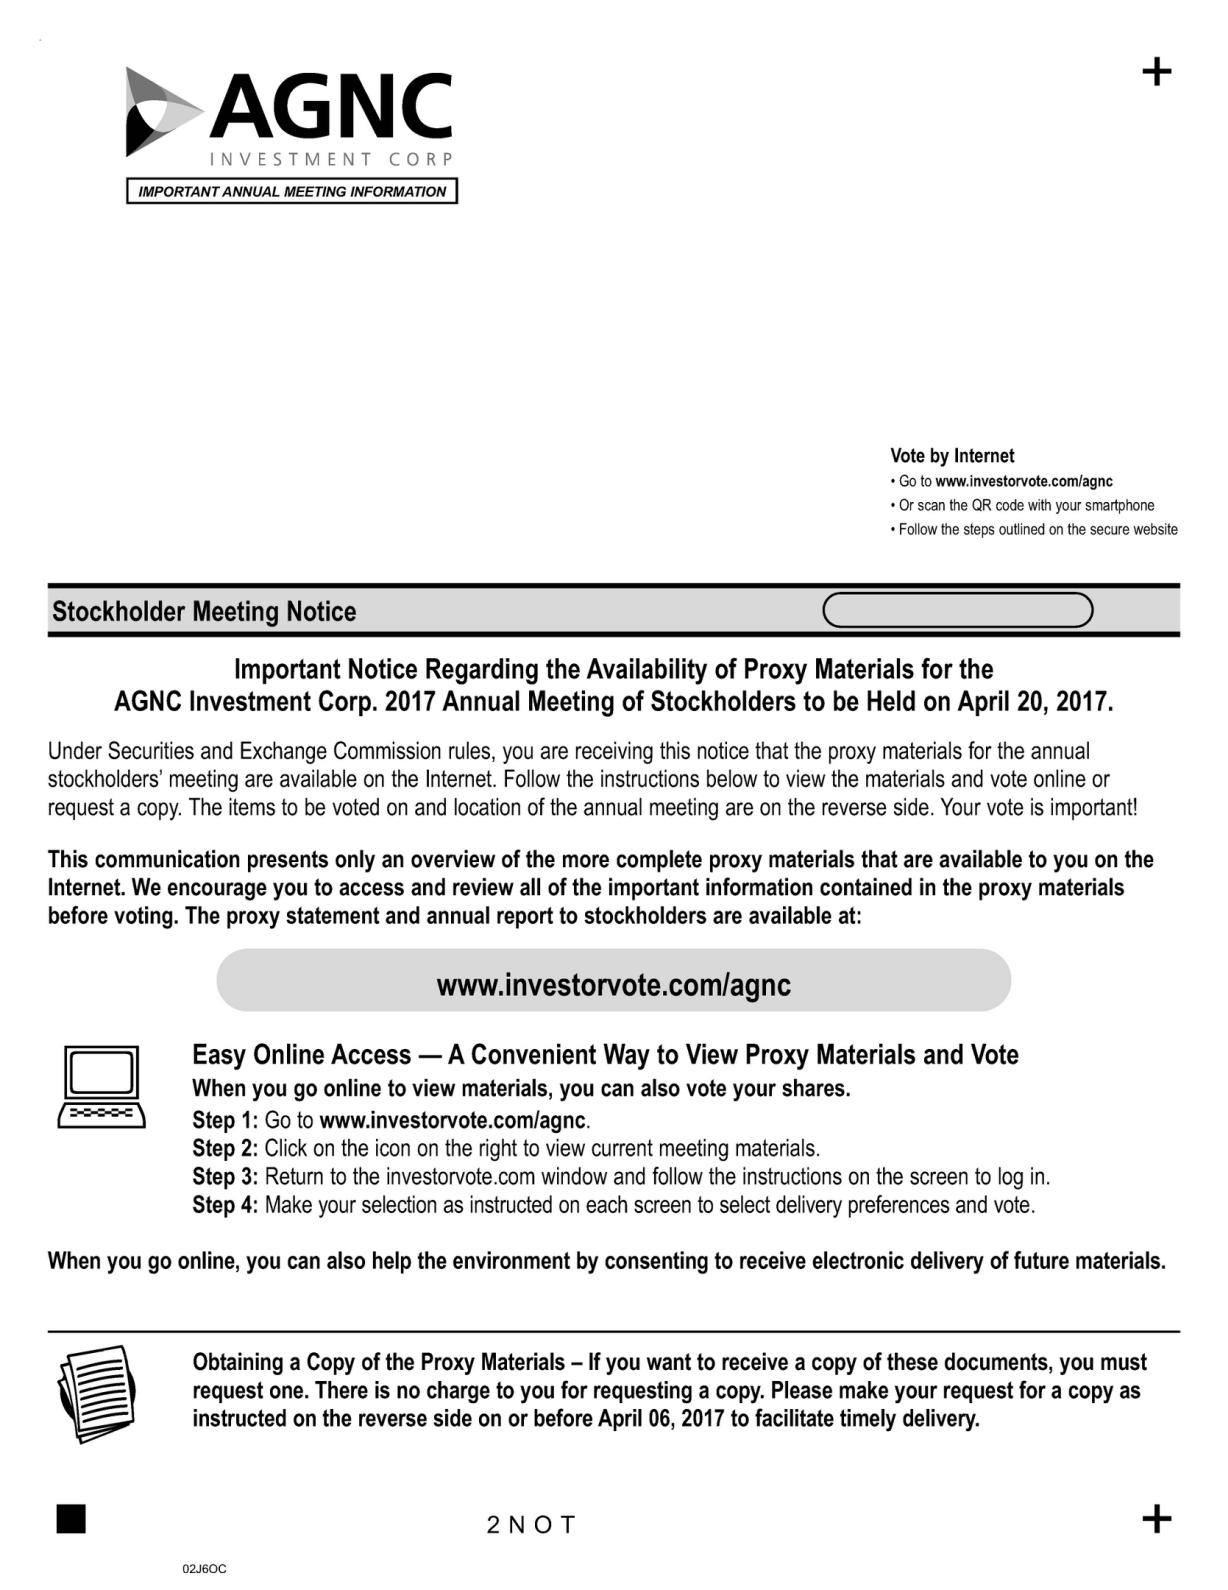 AGNC
INVESTMENT CORP
IMPORTANT ANNUAL MEETING INFORMATION
Vote by Internet
• Go to www.investorvote.com/agnc
• Or scan the QR code with your smartphone
• Follow the steps outlined on the secure website
Stockholder Meeting Notice
Important Notice Regarding the Availability of Proxy Materials for the
AGNC Investment Corp. 2017 Annual Meeting of Stockholders to be Held on April 20, 2017.
Under Securities and Exchange Commission rules, you are receiving this notice that the proxy materials for the annual
stockholders’ meeting are available on the Internet. Follow the instructions below to view the materials and vote online or
request a copy. The items to be voted on and location of the annual meeting are on the reverse side. Your vote is important!
This communication presents only an overview of the more complete proxy materials that are available to you on the
Internet. We encourage you to access and review all of the important information contained in the proxy materials
before voting. The proxy statement and annual report to stockholders are available at:
www.investorvote.com/agnc
Easy Online Access — A Convenient Way to View Proxy Materials and Vote
When you go online to view materials, you can also vote your shares.
Step 1: Go to www.investorvote.com/agnc.
Step 2: Click on the icon on the right to view current meeting materials.
Step 3: Return to the investorvote.com window and follow the instructions on the screen to log in.
Step 4: Make your selection as instructed on each screen to select delivery preferences and vote.
When you go online, you can also help the environment by consenting to receive electronic delivery of future materials.
Obtaining a Copy of the Proxy Materials – If you want to receive a copy of these documents, you must
request one. There is no charge to you for requesting a copy. Please make your request for a copy as
instructed on the reverse side on or before April 06, 2017 to facilitate timely delivery.
2 N O T
02J6OC